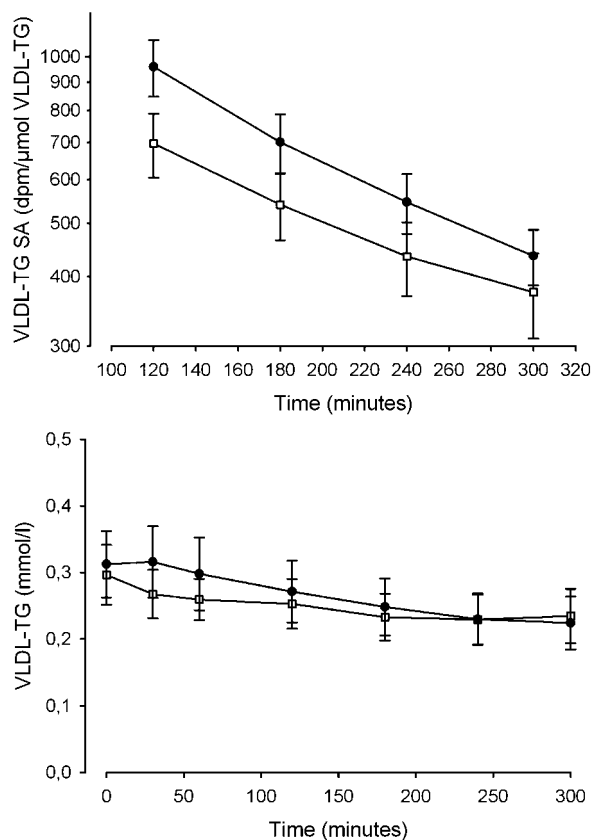 VLDL-TG SA (dpm/µmol VLDL-TG)
1000
900
800
700
600
500
400
300
100 120 140 160 180 200 220 240 260 280 300 320
Time (minutes)
VLDL-TG (mmol/l)
0,5
0,4
0,3
0,2
0,1
0,0
0 50 100 150 200 250 300
Time (minutes)